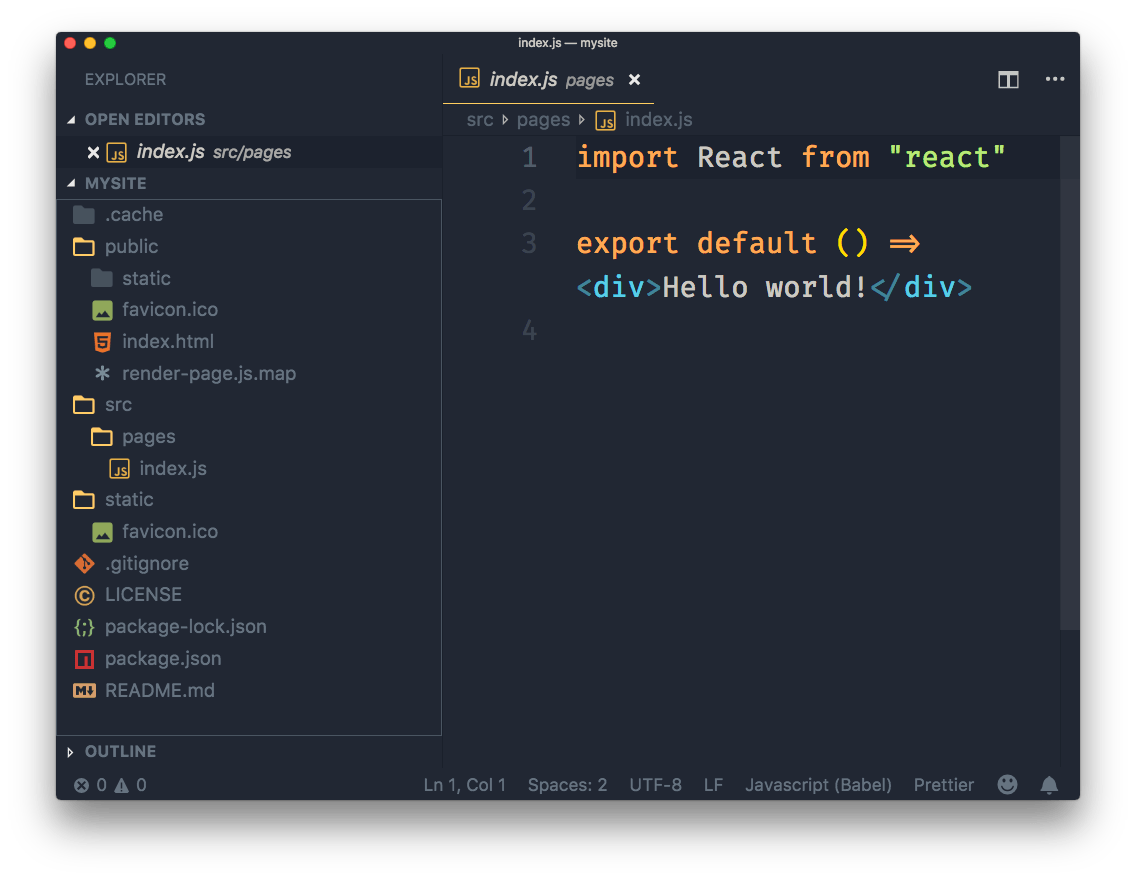 index.js — mysite
EXPLORER
OPEN EDITORS
index.js src/pages
MYSITE
.cache
public
static
favicon.ico
index.html
render-page.js.map
src
pages
index.js
static
favicon.ico
.gitignore
LICENSE
package-lock.json
package.json
README.md
OUTLINE
index.js pages
src pages index.js
1 import React from "react"
2
3 export default () =>
<div>Hello world!</div>
4
0 0 Ln 1, Col 1 Spaces: 2 UTF-8 LF Javascript (Babel) Prettier